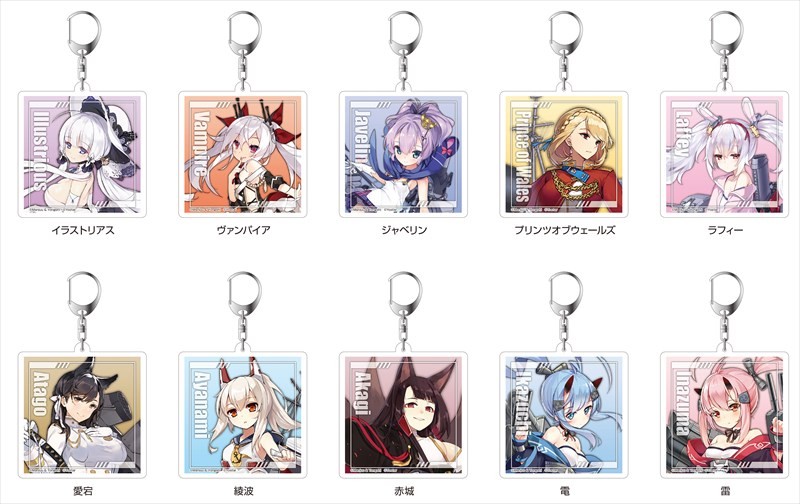 Illustrious
Vampire
Javelin
Prince of Wales
Laffey
イラストリアス
ヴァンパイア
ジャベリン
プリンツオブウェールズ
ラフィー
Atago
Ayanami
Akagi
Ikazuchi
Inazuma
愛宕
綾波
赤城
電
雷